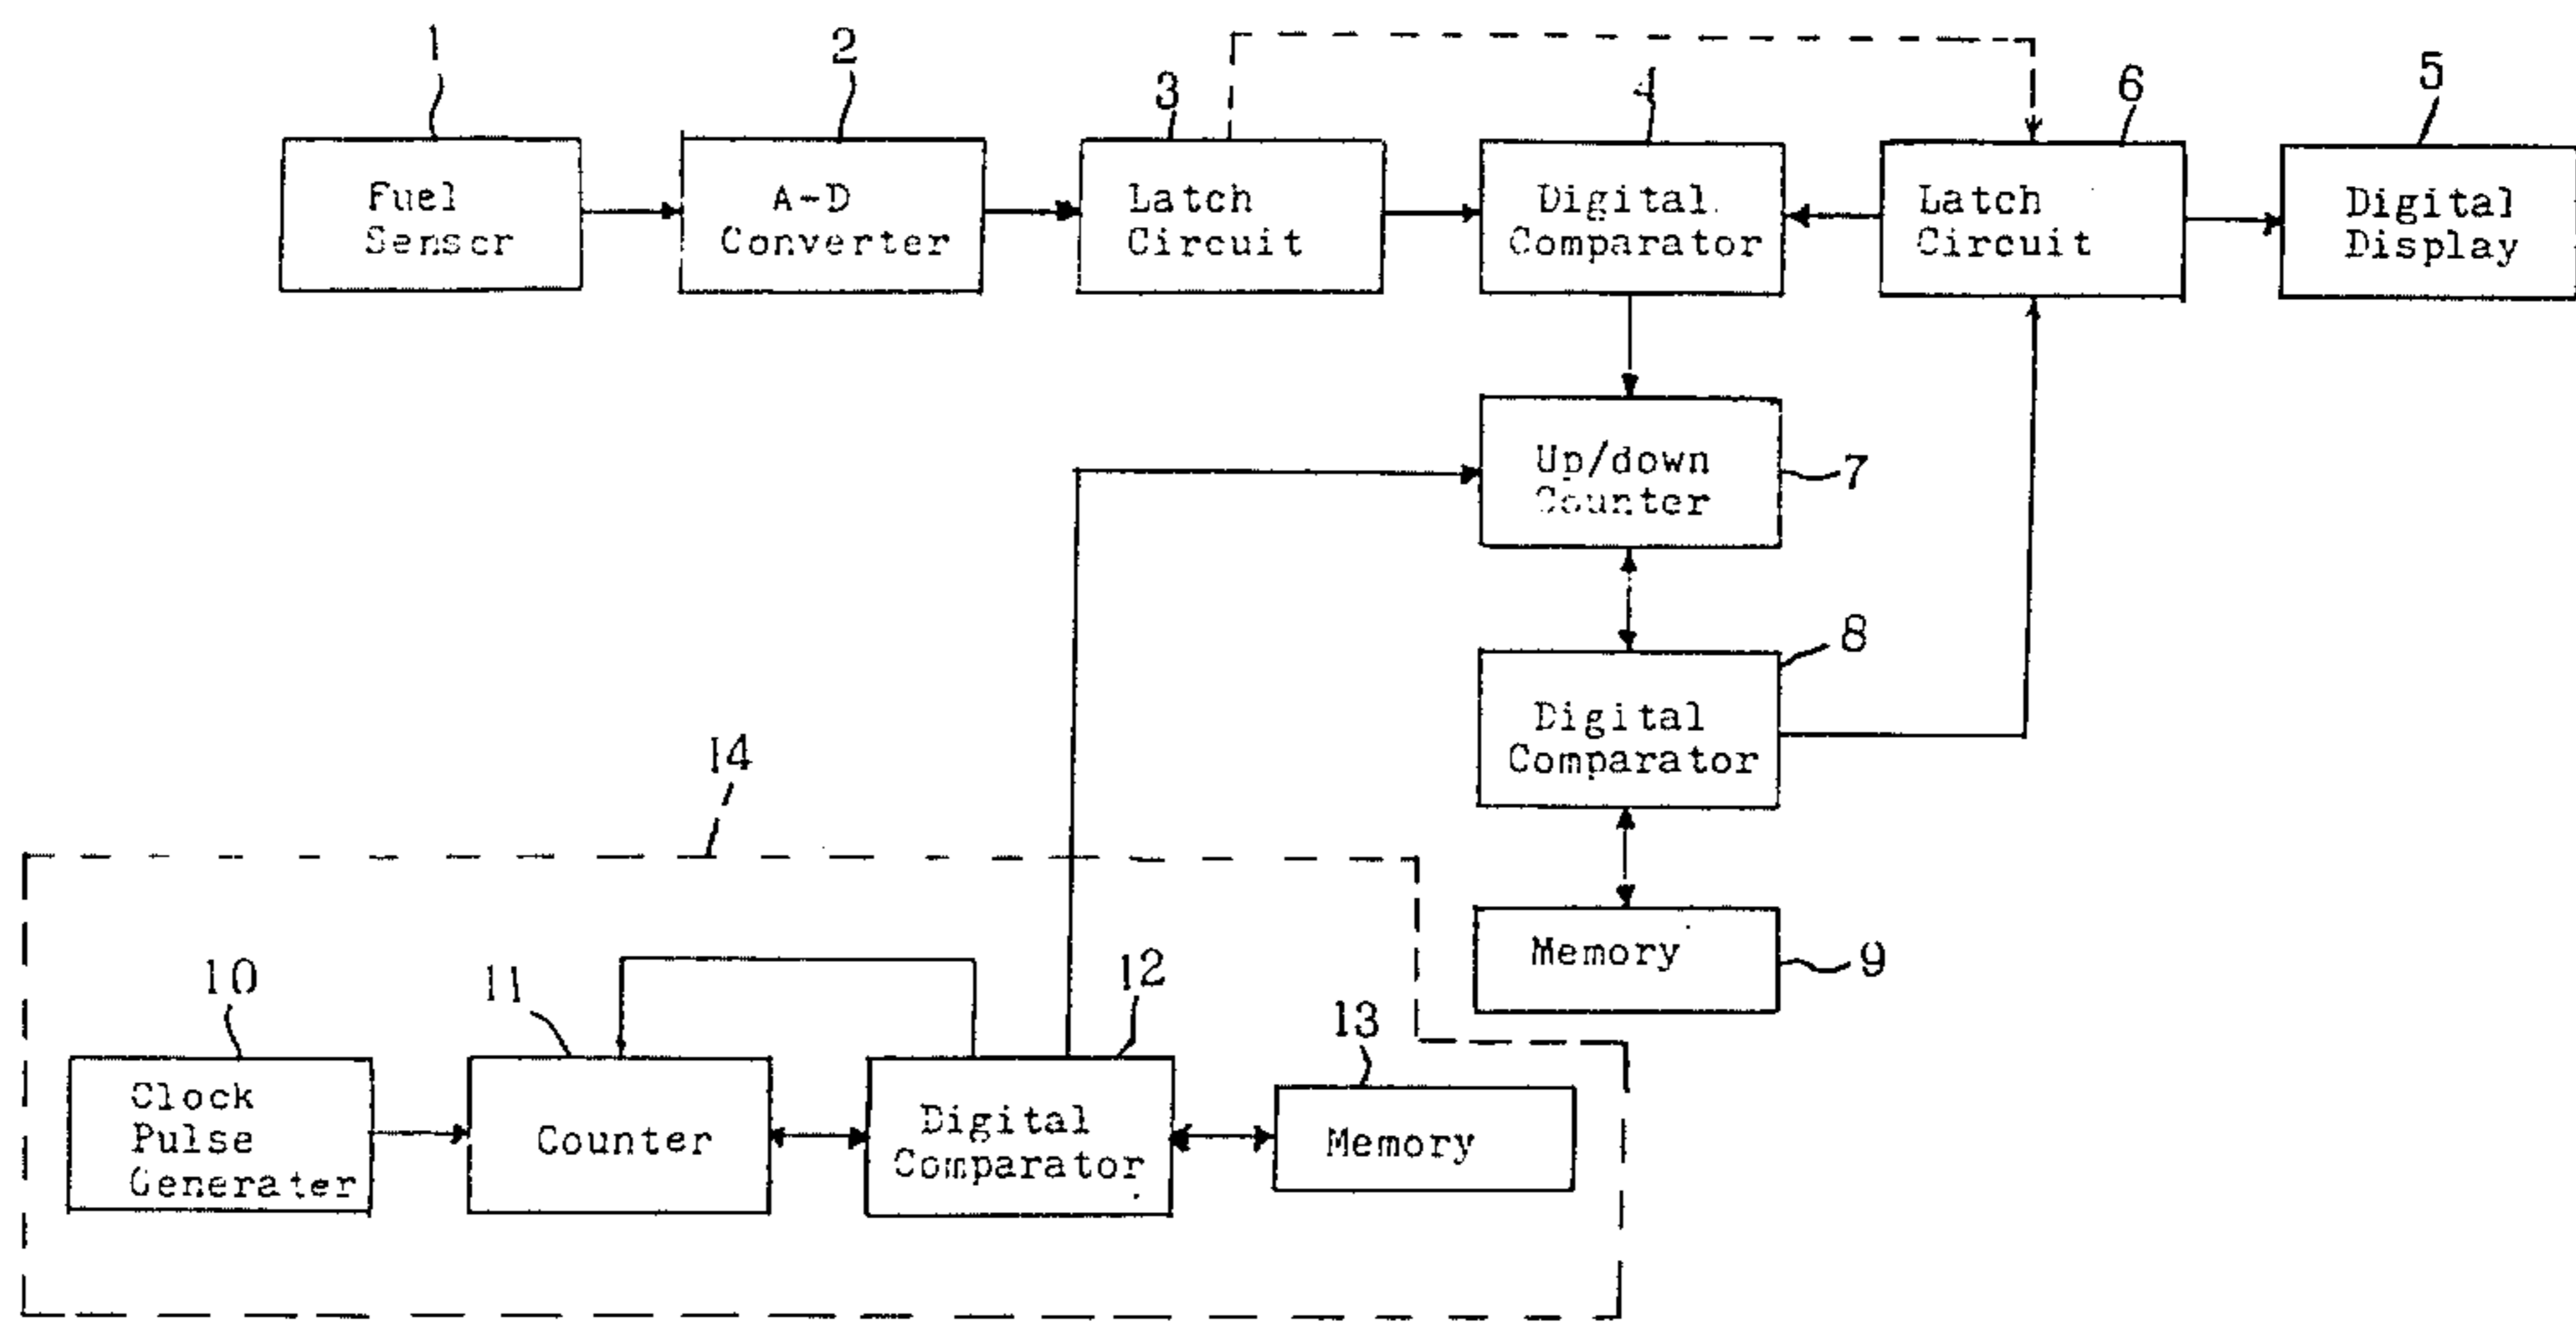 1
2
3
4
6
5
Fuel
Sensor
A-D
Converter
Latch
Circuit
Digital
Comparator
Latch
Circuit
Digital
Display
Up/down
Counter
7
8
Digital
Comparator
14
Memory
9
10
11
12
13
Clock
Pulse
Generater
Counter
Digital
Comparator
Memory